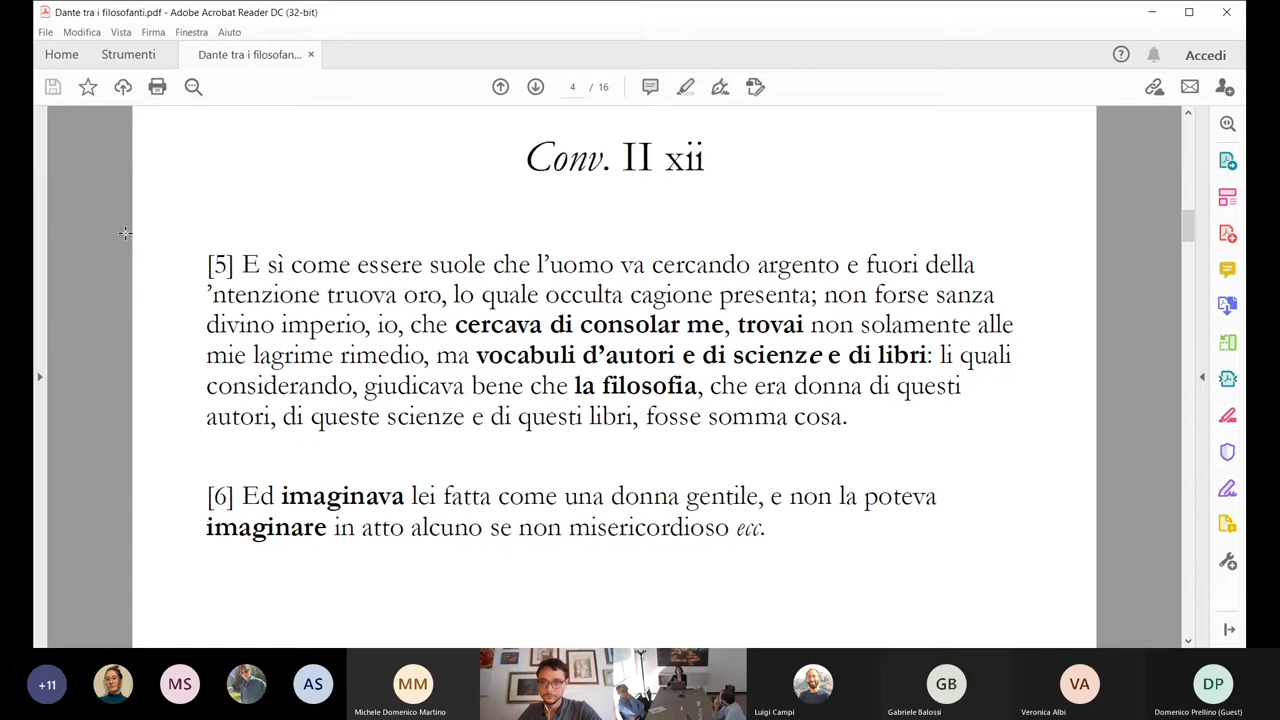 Dante tra i filosofanti.pdf - Adobe Acrobat Reader DC (32-bit)
File Modifica Vista Firma Finestra Aiuto
Home Strumenti Dante tra i filosofan... ×
Accedi
4 / 16
Conv. II xii
[5] E sì come essere suole che l’uomo va cercando argento e fuori della
’ntenzione truova oro, lo quale occulta cagione presenta; non forse sanza
divino imperio, io, che cercava di consolar me, trovai non solamente alle
mie lagrime rimedio, ma vocabuli d’autori e di scienze e di libri: li quali
considerando, giudicava bene che la filosofia, che era donna di questi
autori, di queste scienze e di questi libri, fosse somma cosa.
[6] Ed imaginava lei fatta come una donna gentile, e non la poteva
imaginare in atto alcuno se non misericordioso ecc.
+11 MS AS MM GB VA DP
Michele Domenico Martino Luigi Campi Gabriele Balossi Veronica Albi Domenico Prellino (Guest)